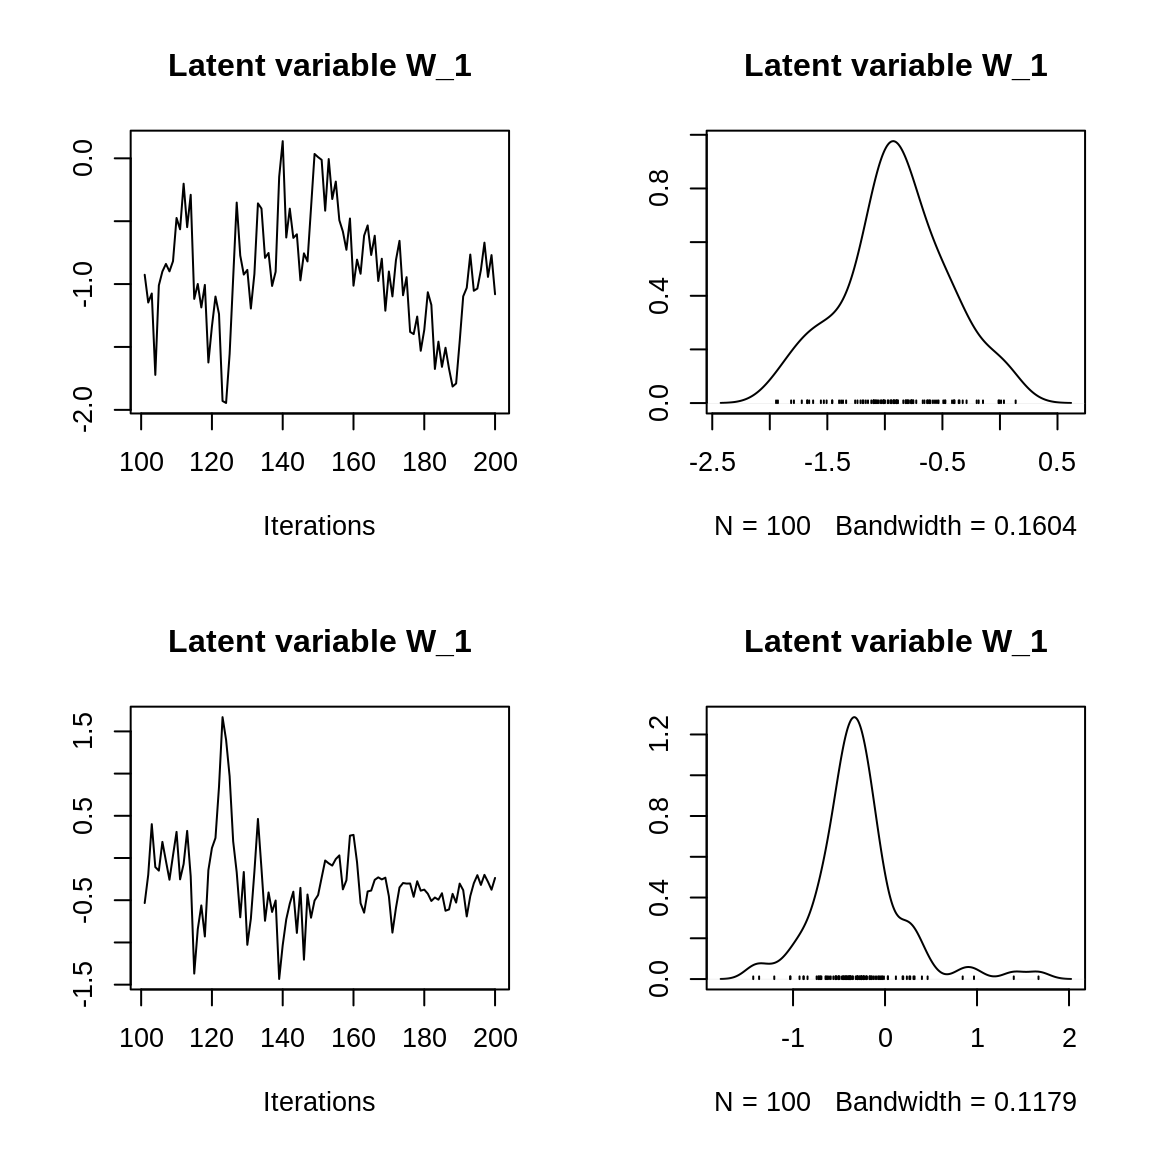 Latent variable W_1
0.0
-1.0
-2.0
100 120 140 160 180 200
Iterations
Latent variable W_1
0.8
0.4
0.0
-2.5 -1.5 -0.5 0.5
N = 100 Bandwidth = 0.1604
Latent variable W_1
1.5
0.5
-0.5
-1.5
100 120 140 160 180 200
Iterations
Latent variable W_1
1.2
0.8
0.4
0.0
-1 0 1 2
N = 100 Bandwidth = 0.1179